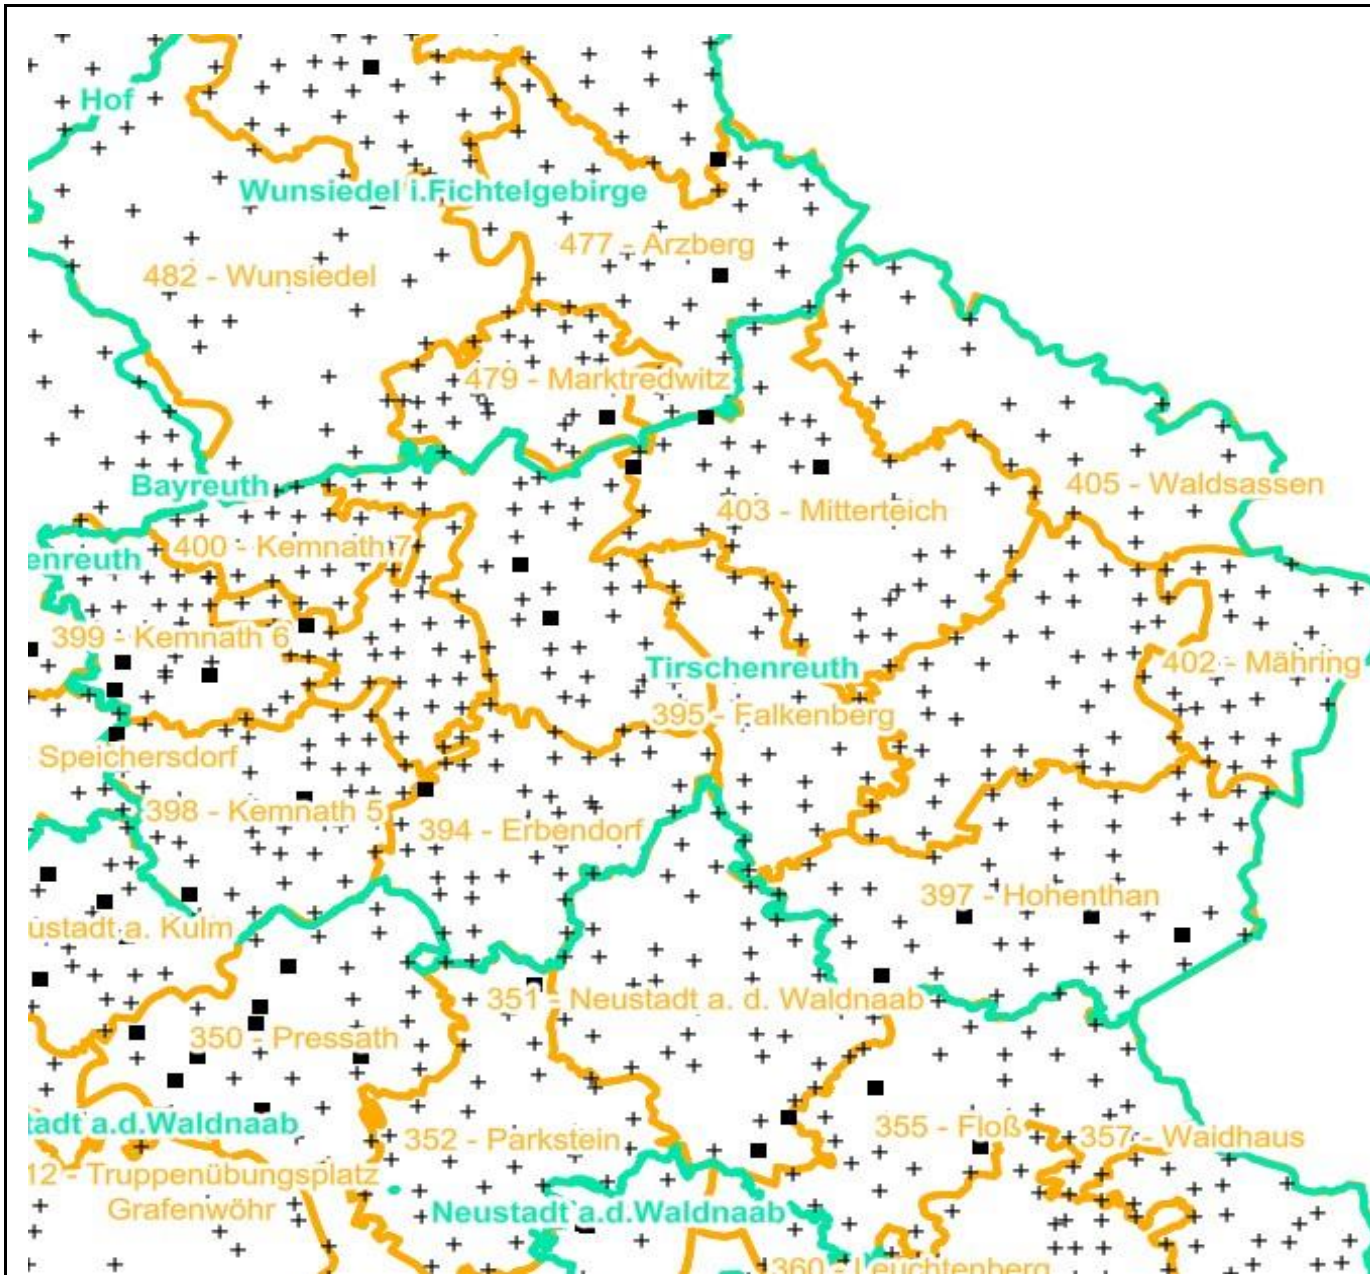 Hof
Wunsiedel i.Fichtelgebirge
477 - Arzberg
482 - Wunsiedel
479 - Marktredwitz
Bayreuth
405 - Waldsassen
403 - Mitterteich
400 - Kemnath 7
enreuth
399 - Kemnath 6
Tirschenreuth
402 - Mähring
395 - Falkenberg
Speichersdorf
398 - Kemnath 5
394 - Erbendorf
397 - Hohenthan
ustadt a. Kulm
351 - Neustadt a. d. Waldnaab
350 - Pressath
tadt a.d.Waldnaab
352 - Parkstein
355 - Floß
357 - Waidhaus
12 - Truppenübungsplatz
Grafenwöhr
Neustadt a.d.Waldnaab
360 - Leuchtenberg